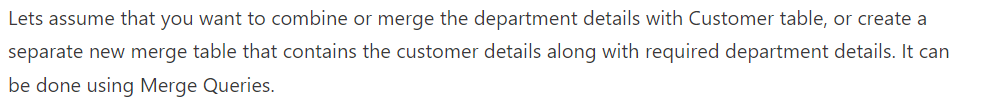 Lets assume that you want to combine or merge the department details with Customer table, or create a
separate new merge table that contains the customer details along with required department details. It can
be done using Merge Queries.